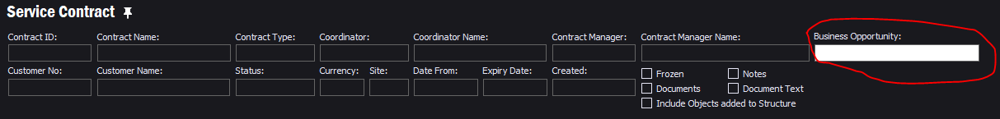 Service Contract
Contract ID: Contract Name: Contract Type: Coordinator: Coordinator Name: Contract Manager: Contract Manager Name: Business Opportunity:
Customer No: Customer Name: Status: Currency: Site: Date From: Expiry Date: Created:
Frozen Notes
Documents Document Text
Include Objects added to Structure